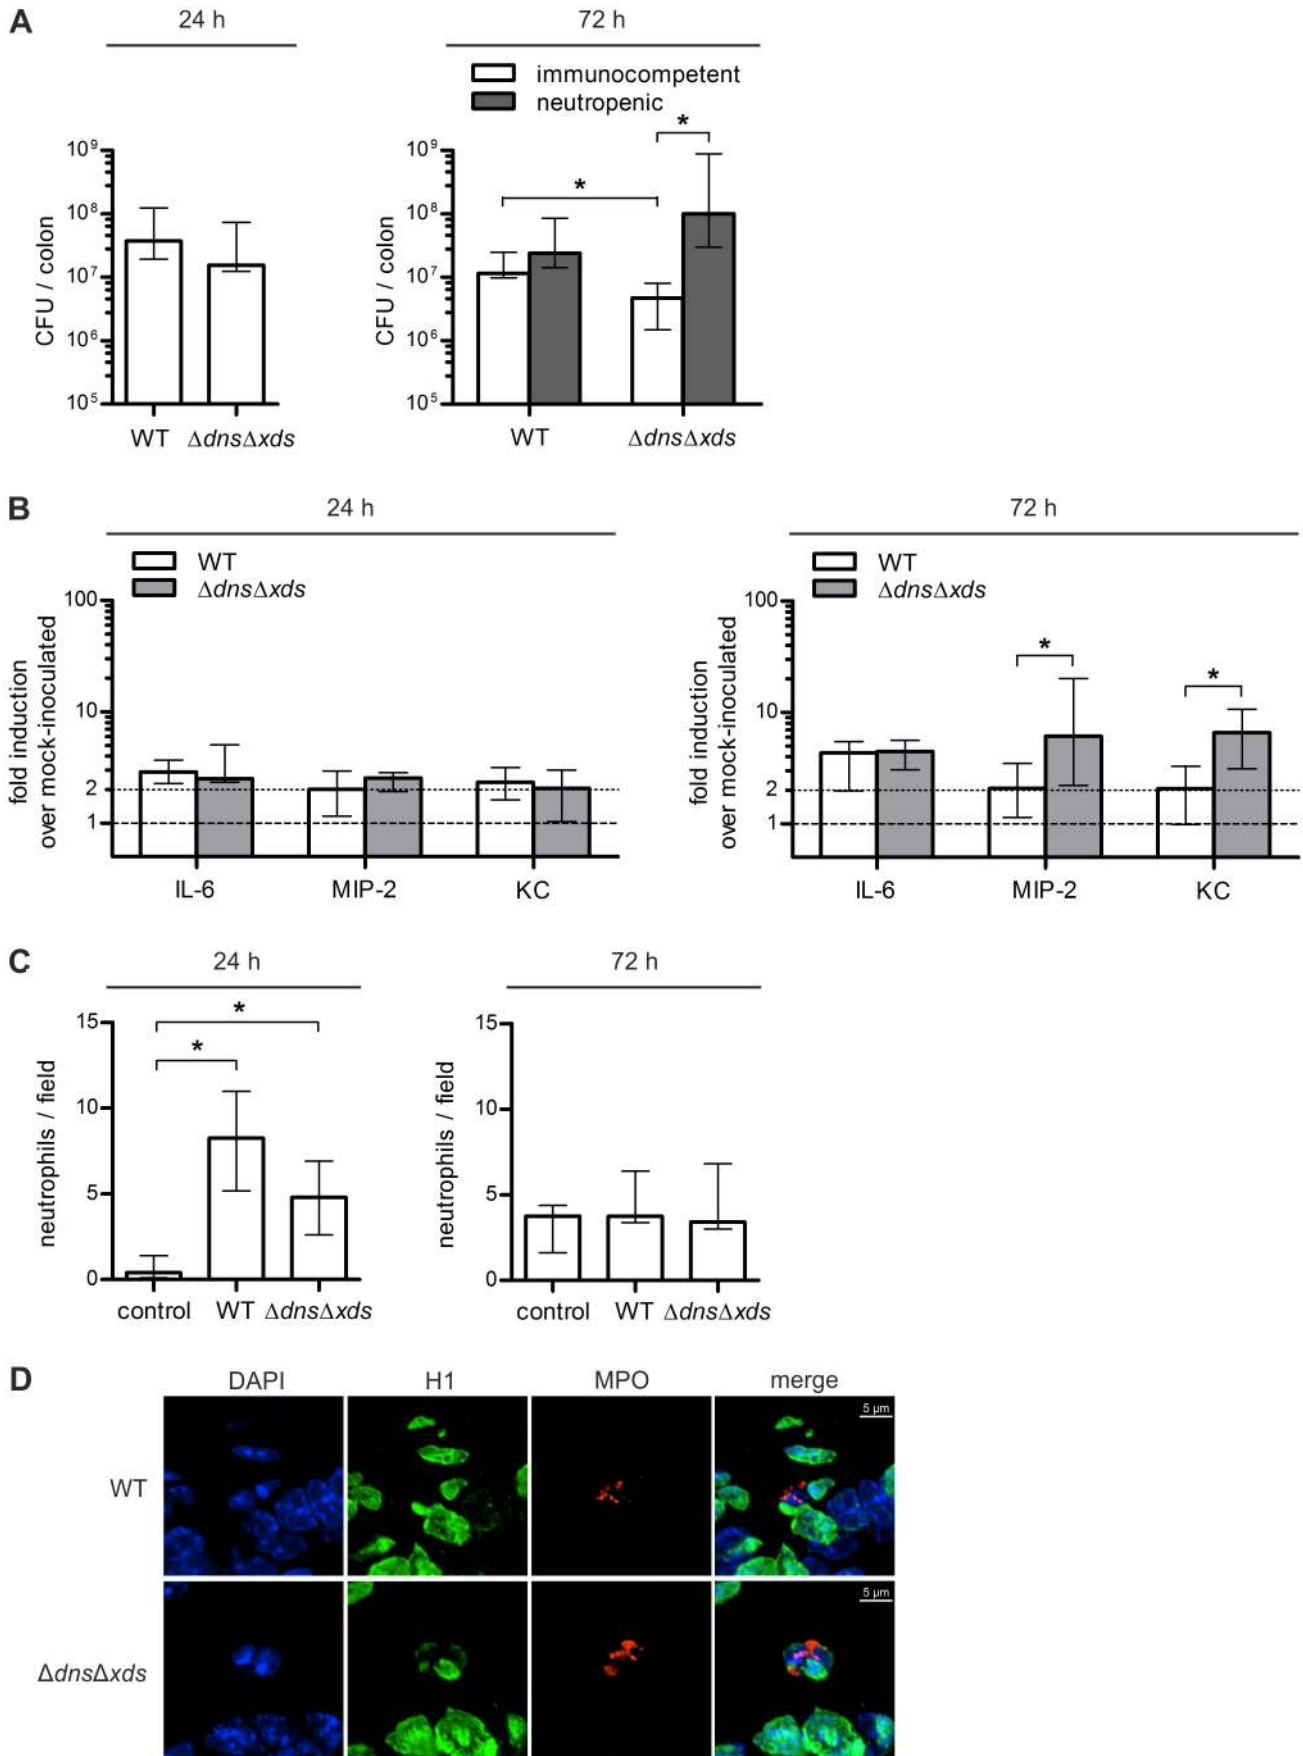 A
24 h
72 h
immunocompetent
neutropenic
*
*
CFU / colon
10⁹
10⁸
10⁷
10⁶
10⁵
WT ΔdnsΔxds
CFU / colon
10⁹
10⁸
10⁷
10⁶
10⁵
WT ΔdnsΔxds
B
24 h
WT
ΔdnsΔxds
fold induction
over mock-inoculated
100
10
2
1
IL-6 MIP-2 KC
72 h
WT
ΔdnsΔxds
*
*
fold induction
over mock-inoculated
100
10
2
1
IL-6 MIP-2 KC
C
24 h
*
*
neutrophils / field
15
10
5
0
control WT ΔdnsΔxds
72 h
neutrophils / field
15
10
5
0
control WT ΔdnsΔxds
D
DAPI H1 MPO merge
5 µm
WT
5 µm
ΔdnsΔxds